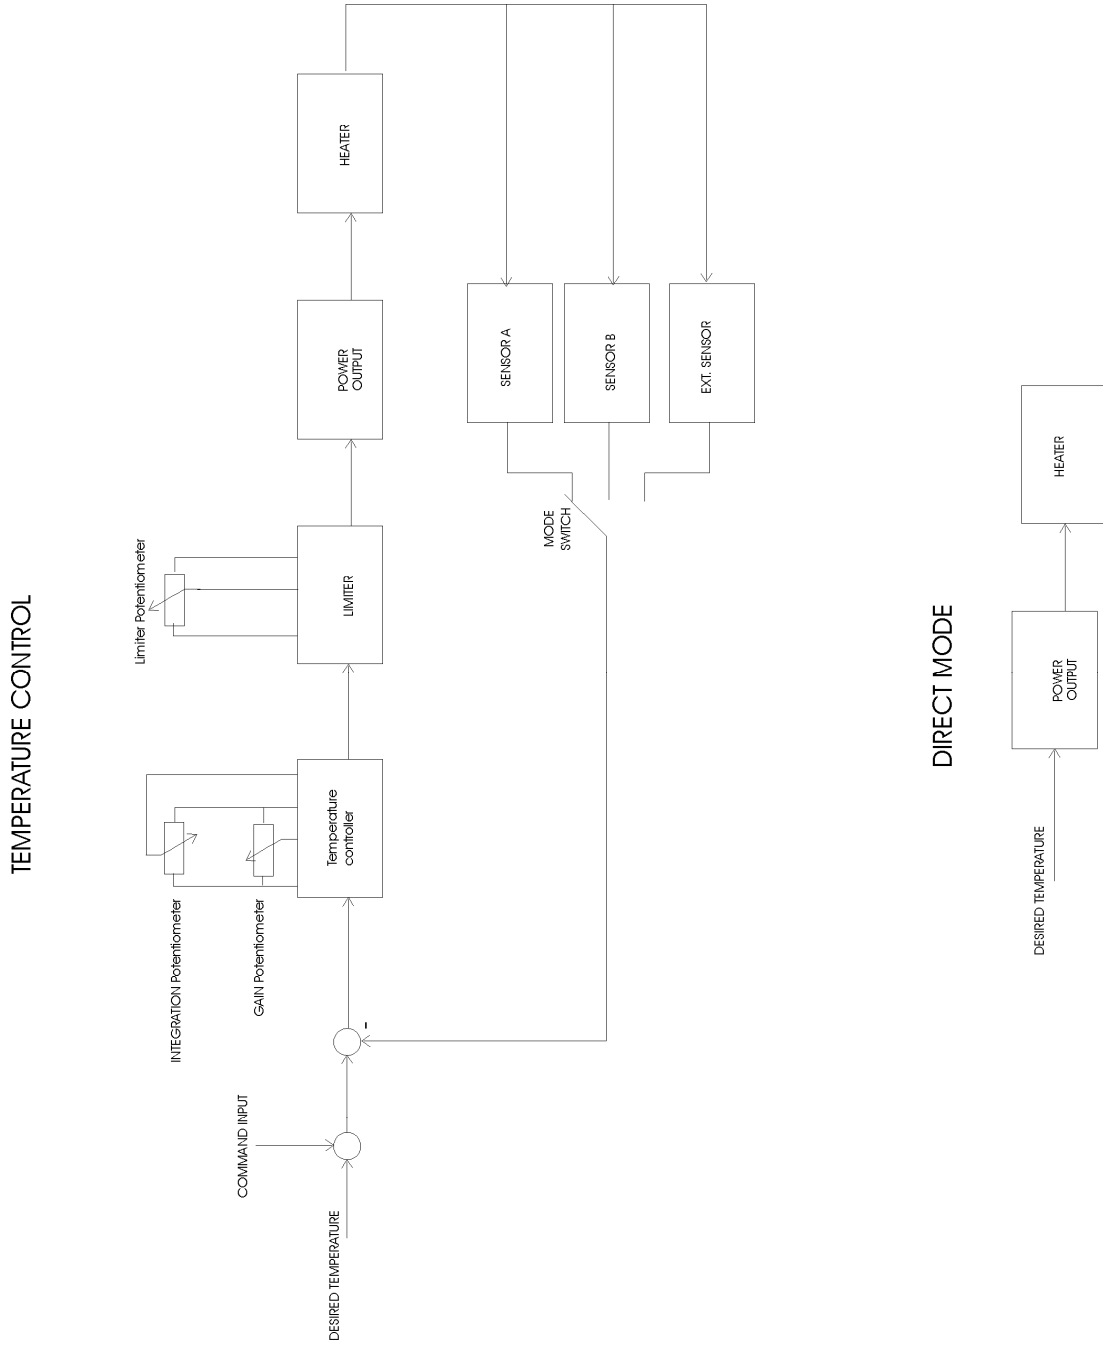 TEMPERATURE CONTROL
DESIRED TEMPERATURE
COMMAND INPUT
INTEGRATION Potentiometer
GAIN Potentiometer
Temperature
controller
Limiter Potentiometer
LIMITER
POWER
OUTPUT
HEATER
-
MODE
SWITCH
SENSOR A
SENSOR B
EXT. SENSOR
DIRECT MODE
DESIRED TEMPERATURE
POWER
OUTPUT
HEATER